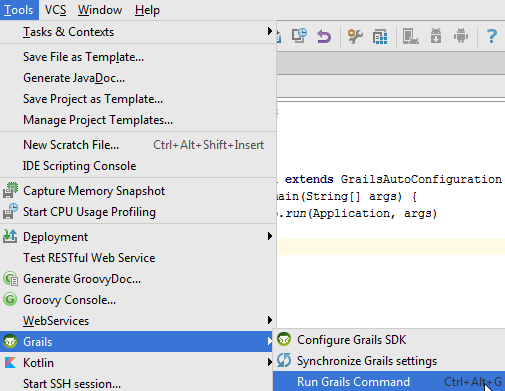 Tools VCS Window Help
Tasks & Contexts
Save File as Template...
Generate JavaDoc...
Save Project as Template...
Manage Project Templates...
New Scratch File... Ctrl+Alt+Shift+Insert
IDE Scripting Console
Capture Memory Snapshot
Start CPU Usage Profiling
Deployment
Test RESTful Web Service
Generate GroovyDoc...
Groovy Console...
WebServices
Grails
Kotlin
Start SSH session...
extends GrailsAutoConfiguration
ain(String[] args) {
.run(Application, args)
Configure Grails SDK
Synchronize Grails settings
Run Grails Command Ctrl+Alt+G